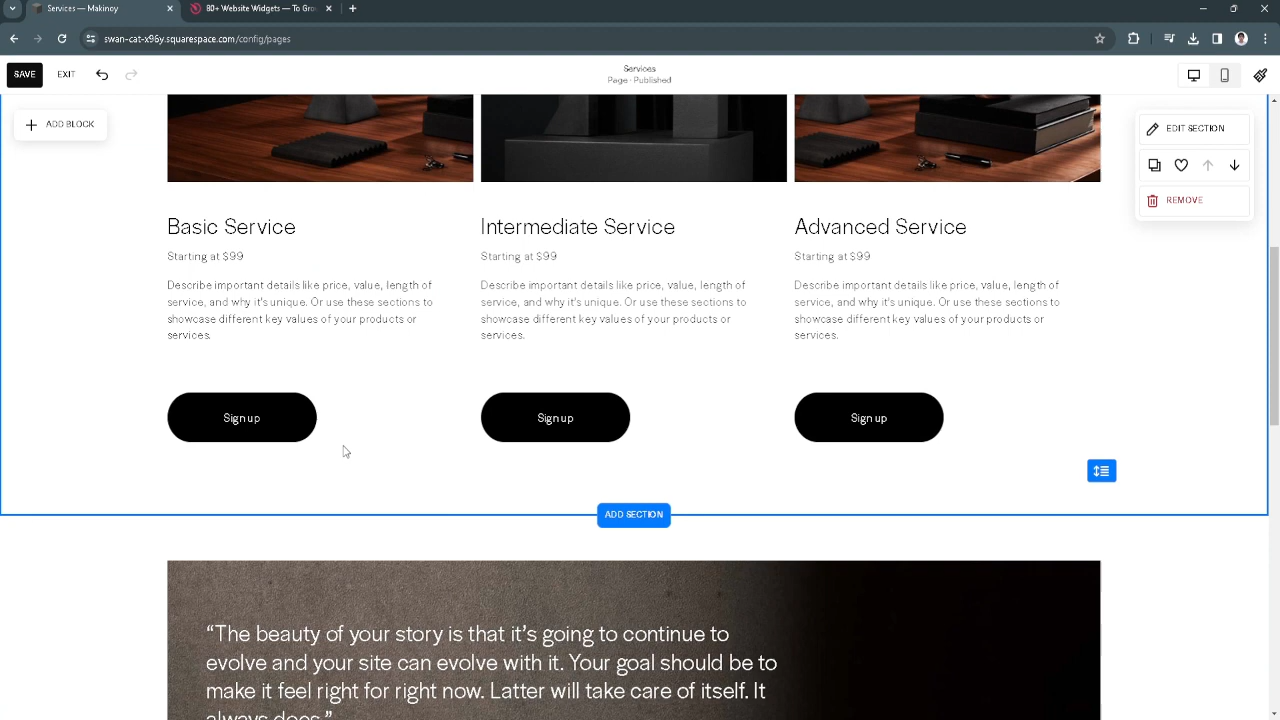 Services — Makinoy
80+ Website Widgets — To Gro
swan-cat-x96y.squarespace.com/config/pages
SAVE
EXIT
Services
Page · Published
ADD BLOCK
EDIT SECTION
REMOVE
Basic Service
Starting at $99
Describe important details like price, value, length of
service, and why it's unique. Or use these sections to
showcase different key values of your products or
services.
Sign up
Intermediate Service
Starting at $99
Describe important details like price, value, length of
service, and why it's unique. Or use these sections to
showcase different key values of your products or
services.
Sign up
Advanced Service
Starting at $99
Describe important details like price, value, length of
service, and why it's unique. Or use these sections to
showcase different key values of your products or
services.
Sign up
ADD SECTION
“The beauty of your story is that it’s going to continue to
evolve and your site can evolve with it. Your goal should be to
make it feel right for right now. Latter will take care of itself. It
always does.”